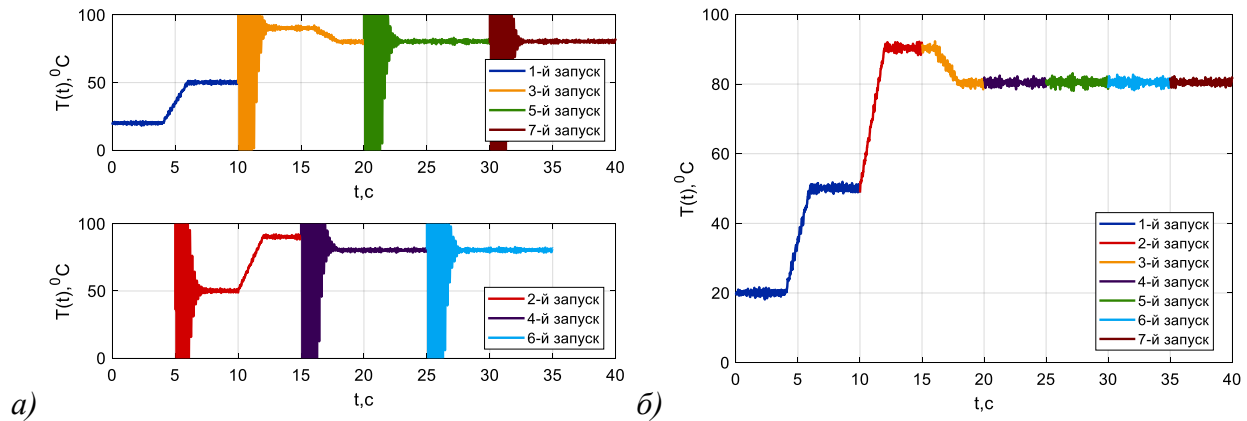 T(t),⁰C
100
50
0
0 5 10 15 20 25 30 35 40
t,c
1-й запуск
3-й запуск
5-й запуск
7-й запуск
T(t),⁰C
100
50
0
0 5 10 15 20 25 30 35 40
t,c
2-й запуск
4-й запуск
6-й запуск
а)
T(t),⁰C
100
80
60
40
20
0
0 5 10 15 20 25 30 35 40
t,c
1-й запуск
2-й запуск
3-й запуск
4-й запуск
5-й запуск
6-й запуск
7-й запуск
б)